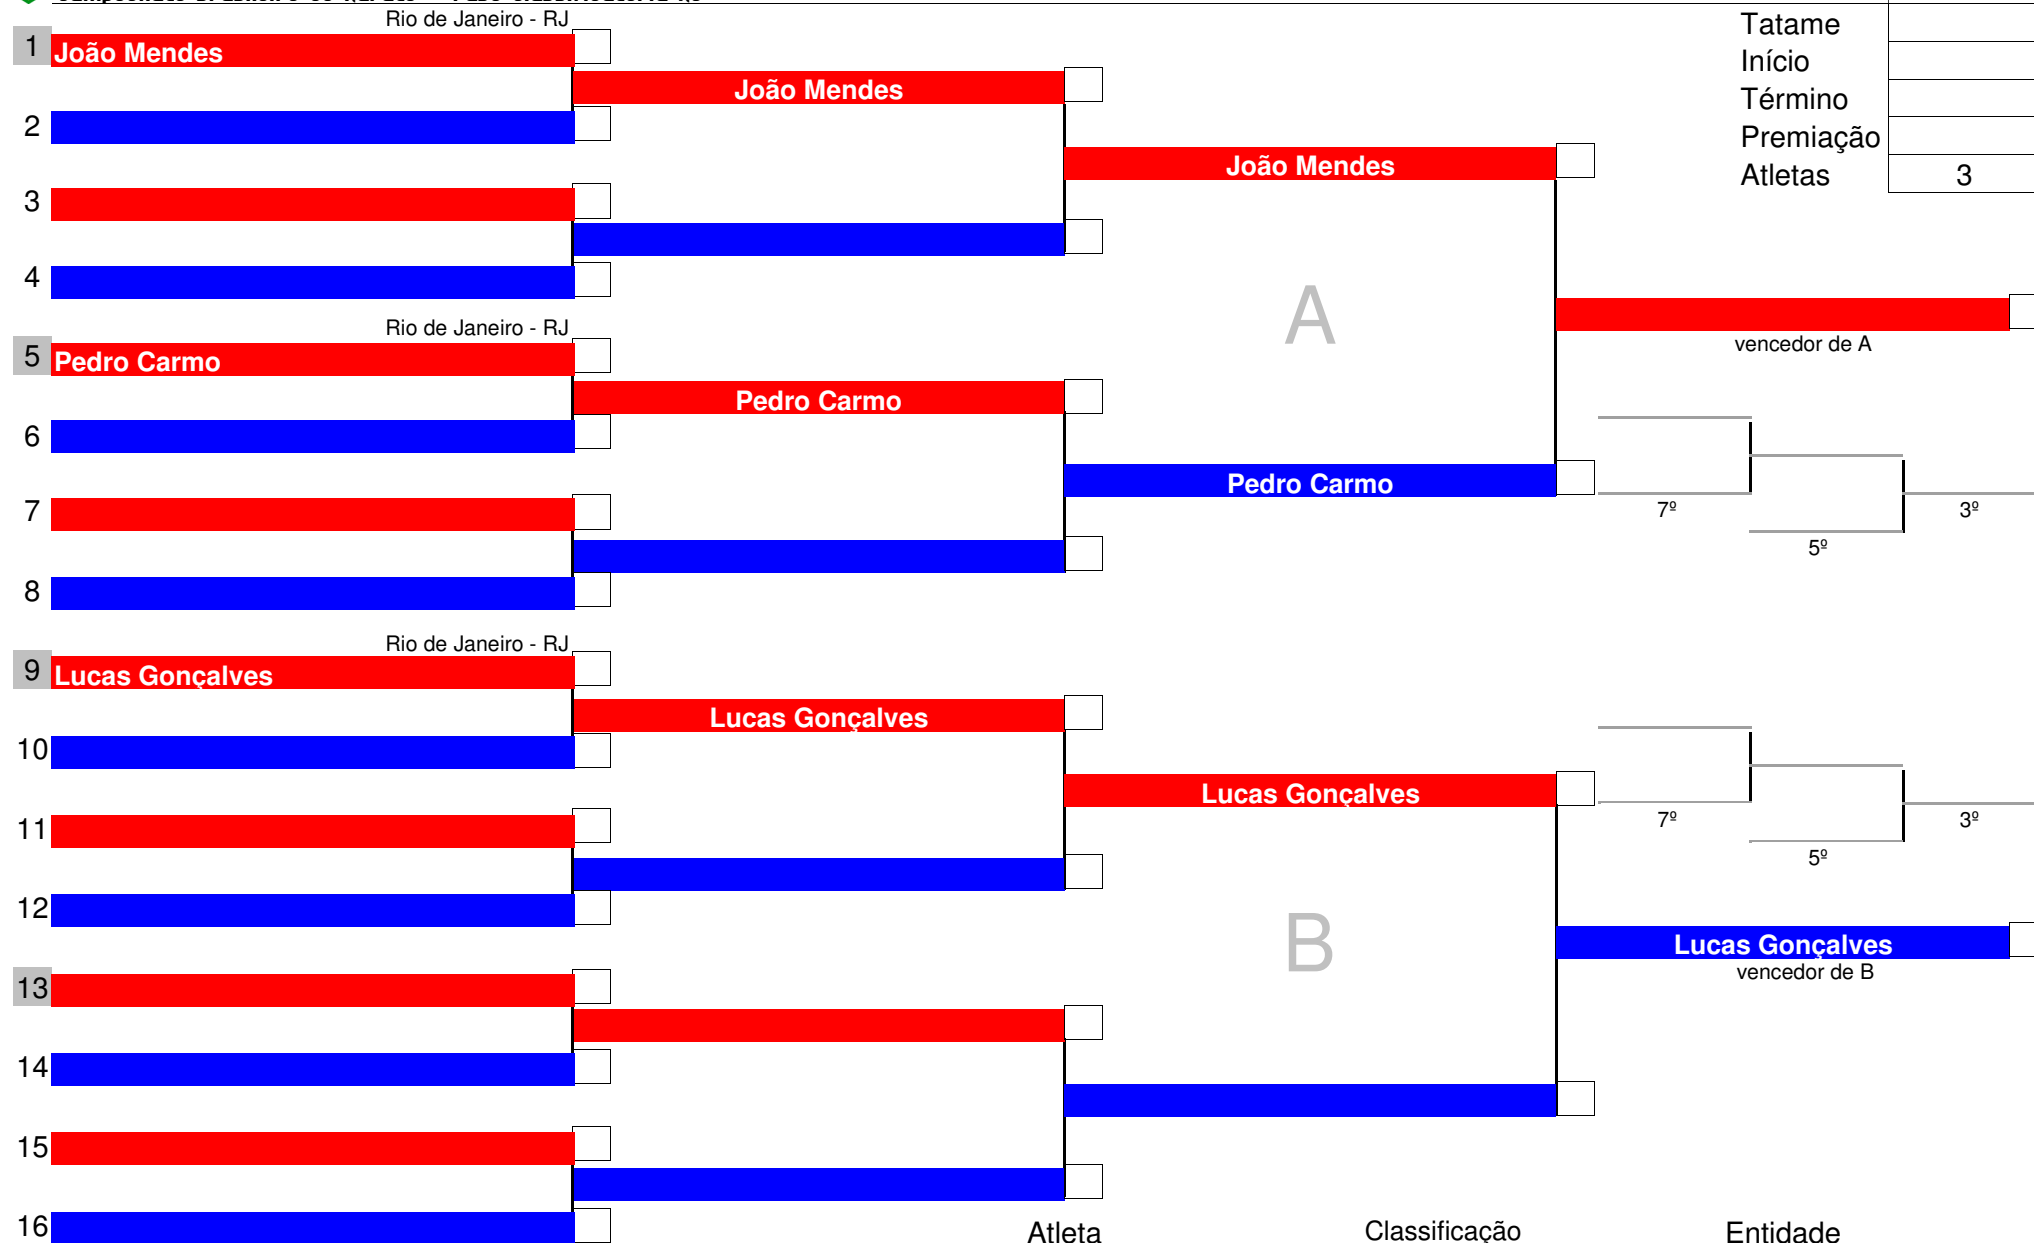 Rio de Janeiro - RJ
1 João Mendes
João Mendes
2
João Mendes
3
4
Rio de Janeiro - RJ
5 Pedro Carmo
Pedro Carmo
6
Pedro Carmo
7
8
A
vencedor de A
7º
5º
3º
Tatame
Início
Término
Premiação
Atletas 3
Rio de Janeiro - RJ
9 Lucas Gonçalves
Lucas Gonçalves
10
Lucas Gonçalves
11
12
B
7º
5º
3º
Lucas Gonçalves
vencedor de B
13
14
15
16
Atleta Classificação Entidade